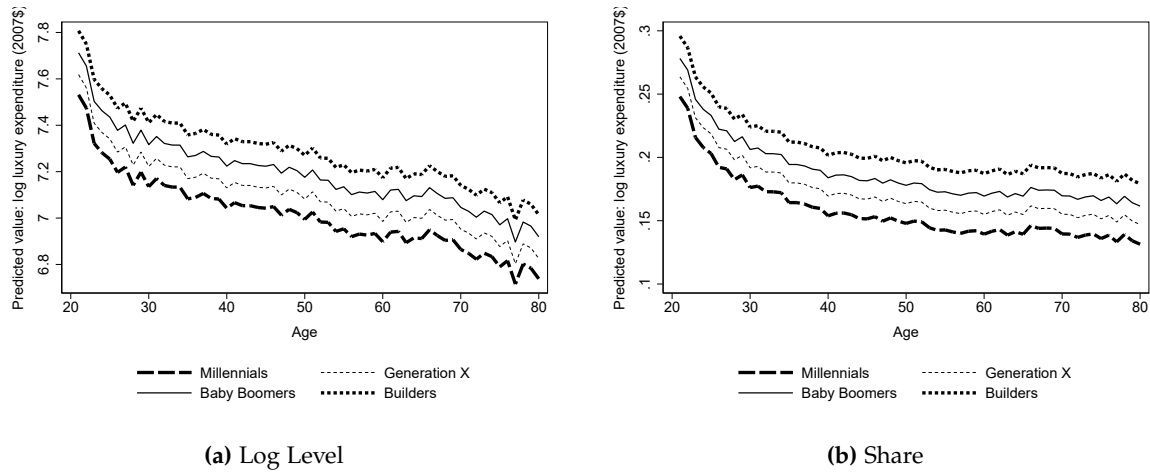 Predicted value: log luxury expenditure (2007$)
7.8
7.6
7.4
7.2
7
6.8
20 30 40 50 60 70 80
Age
Millennials Generation X
Baby Boomers Builders
(a) Log Level
Predicted value: log luxury expenditure (2007$)
.3
.25
.2
.15
.1
20 30 40 50 60 70 80
Age
Millennials Generation X
Baby Boomers Builders
(b) Share